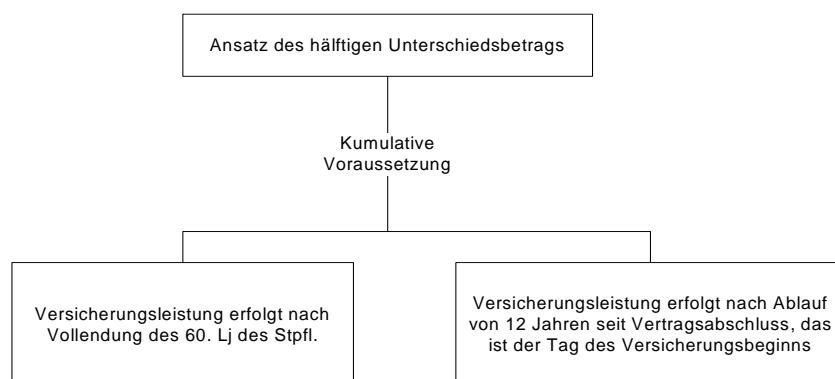 Ansatz des hälftigen Unterschiedsbetrags
Kumulative
Voraussetzung
Versicherungsleistung erfolgt nach
Vollendung des 60. Lj des Stpfl.
Versicherungsleistung erfolgt nach Ablauf
von 12 Jahren seit Vertragsabschluss, das
ist der Tag des Versicherungsbeginns